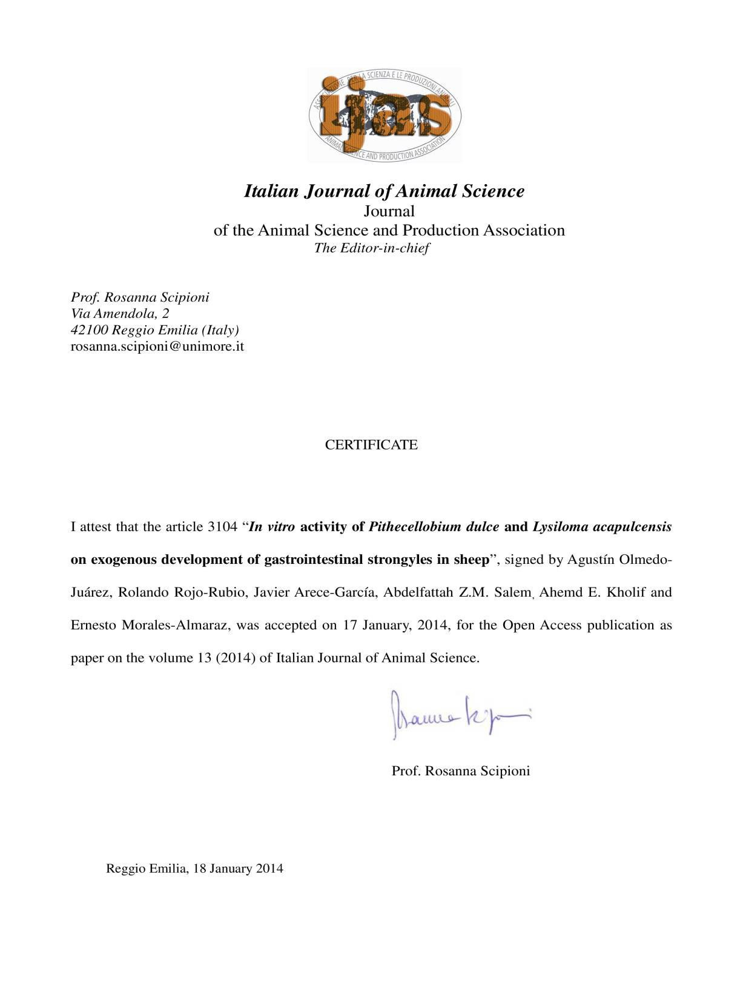 ASSOCIAZIONE PER LA SCIENZA E LE PRODUZIONI ANIMALI
ijas
ANIMAL SCIENCE AND PRODUCTION ASSOCIATION
Italian Journal of Animal Science
Journal
of the Animal Science and Production Association
The Editor-in-chief
Prof. Rosanna Scipioni
Via Amendola, 2
42100 Reggio Emilia (Italy)
rosanna.scipioni@unimore.it
CERTIFICATE
I attest that the article 3104 “In vitro activity of Pithecellobium dulce and Lysiloma acapulcensis
on exogenous development of gastrointestinal strongyles in sheep”, signed by Agustín Olmedo-
Juárez, Rolando Rojo-Rubio, Javier Arece-García, Abdelfattah Z.M. Salem, Ahemd E. Kholif and
Ernesto Morales-Almaraz, was accepted on 17 January, 2014, for the Open Access publication as
paper on the volume 13 (2014) of Italian Journal of Animal Science.
Prof. Rosanna Scipioni
Reggio Emilia, 18 January 2014